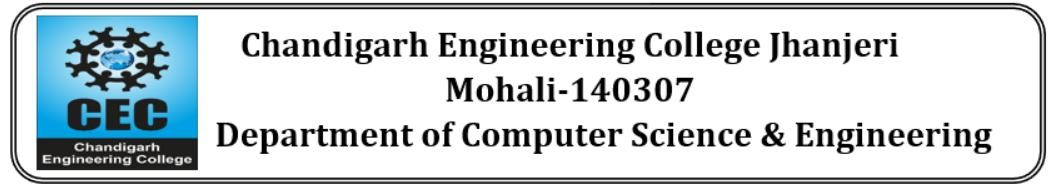 Chandigarh Engineering College Jhanjeri
Mohali-140307
Department of Computer Science & Engineering
CEC
Chandigarh
Engineering College